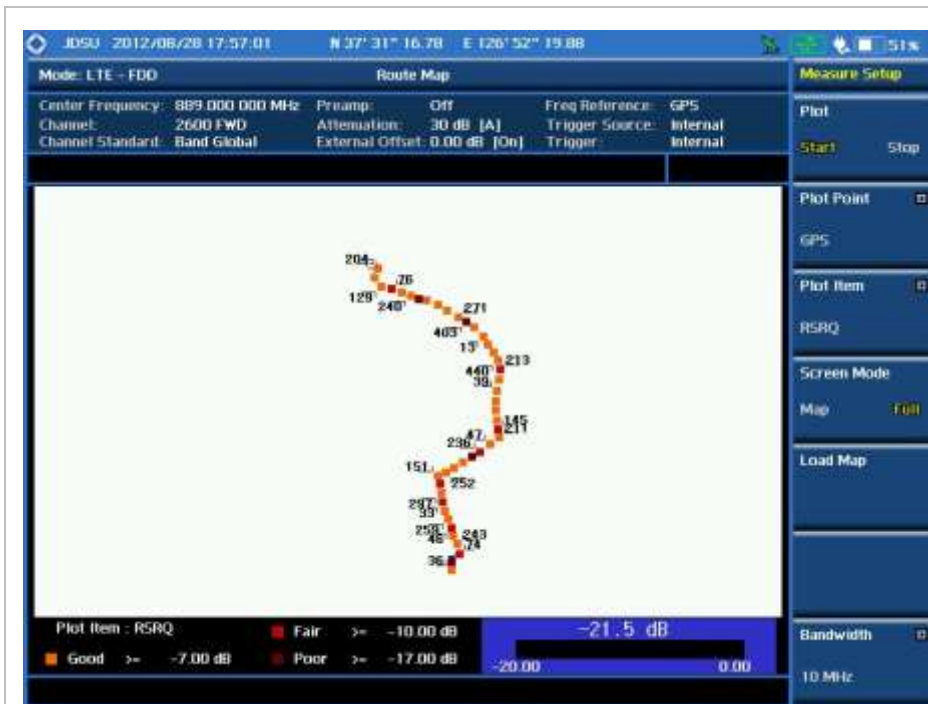 JDSU 2012/08/28 17:57:01 N 37° 31" 16.78 E 126° 52" 19.88 51%
Mode: LTE - FDD Route Map Measure Setup
Center Frequency: 889.000 000 MHz Preamp: Off Freq Reference: GPS
Channel: 2600 FWD Attenuation: 30 dB [A] Trigger Source: Internal
Channel Standard: Band Global External Offset: 0.00 dB [On] Trigger: Internal
Plot
Start Stop
Plot Point
GPS
Plot Item
RSRQ
Screen Mode
Map Full
Load Map
Bandwidth
10 MHz
204
76
129
240
271
403
13
213
440
39
145
211
47
236
151
252
297
33
259
243
46
74
36
Plot Item : RSRQ Fair >= -10.00 dB
Good >= -7.00 dB Poor >= -17.00 dB
-21.5 dB
-20.00 0.00